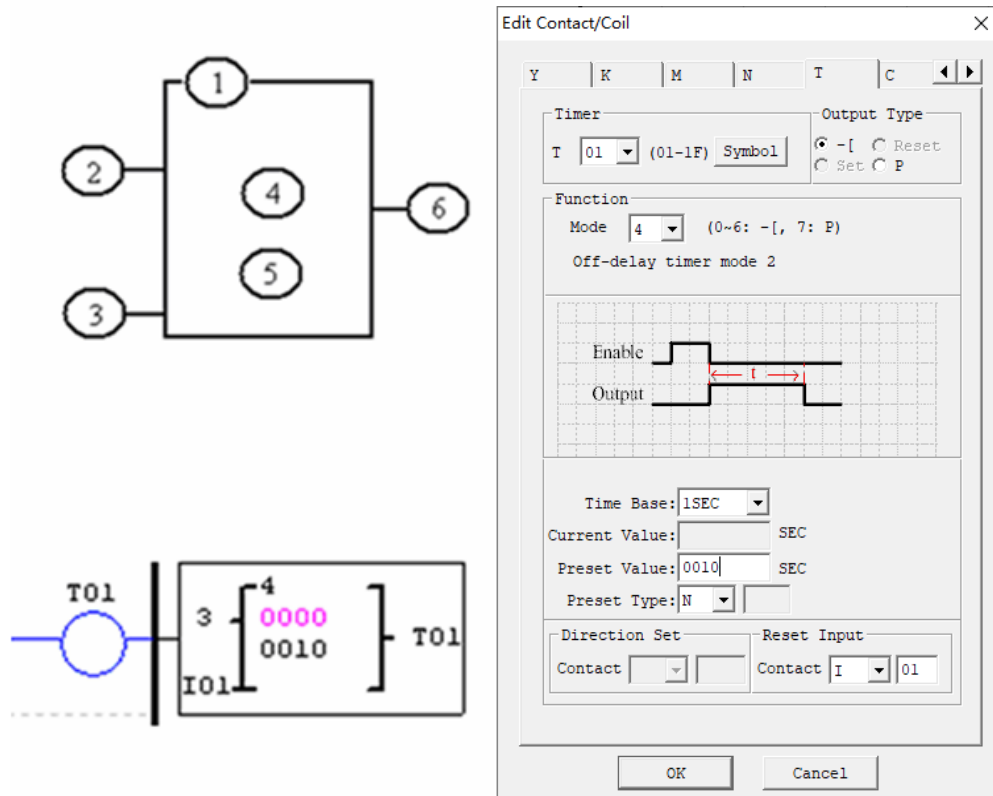 1
2
3
4
5
6
T01
3
4
0000
0010
I01
T01
Edit Contact/Coil
Y K M N T C
Timer
T 01 (01-1F) Symbol
Output Type
-[ Reset
Set P
Function
Mode 4 (0~6: -[, 7: P)
Off-delay timer mode 2
Enable
t
Output
Time Base: 1SEC
Current Value: SEC
Preset Value: 0010 SEC
Preset Type: N
Direction Set
Contact
Reset Input
Contact I 01
OK Cancel